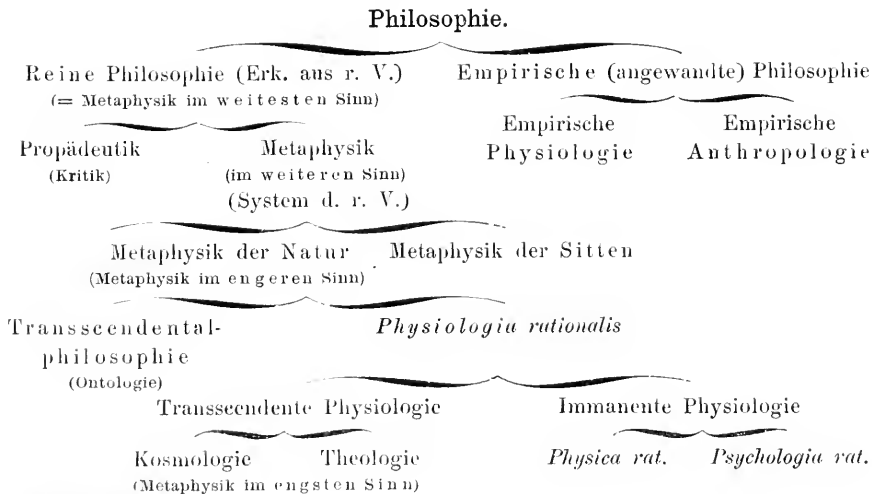 Philosophie.
Reine Philosophie (Erk. aus r. V.) Empirische (angewandte) Philosophie
(= Metaphysik im weitesten Sinn)
Propädeutik Metaphysik Empirische Empirische
(Kritik) (im weiteren Sinn) Physiologie Anthropologie
(System d. r. V.)
Metaphysik der Natur Metaphysik der Sitten
(Metaphysik im engeren Sinn)
Transscendental- Physiologia rationalis
philosophie
(Ontologie)
Transscendente Physiologie Immanente Physiologie
Kosmologie Theologie Physica rat. Psychologia rat.
(Metaphysik im engsten Sinn)